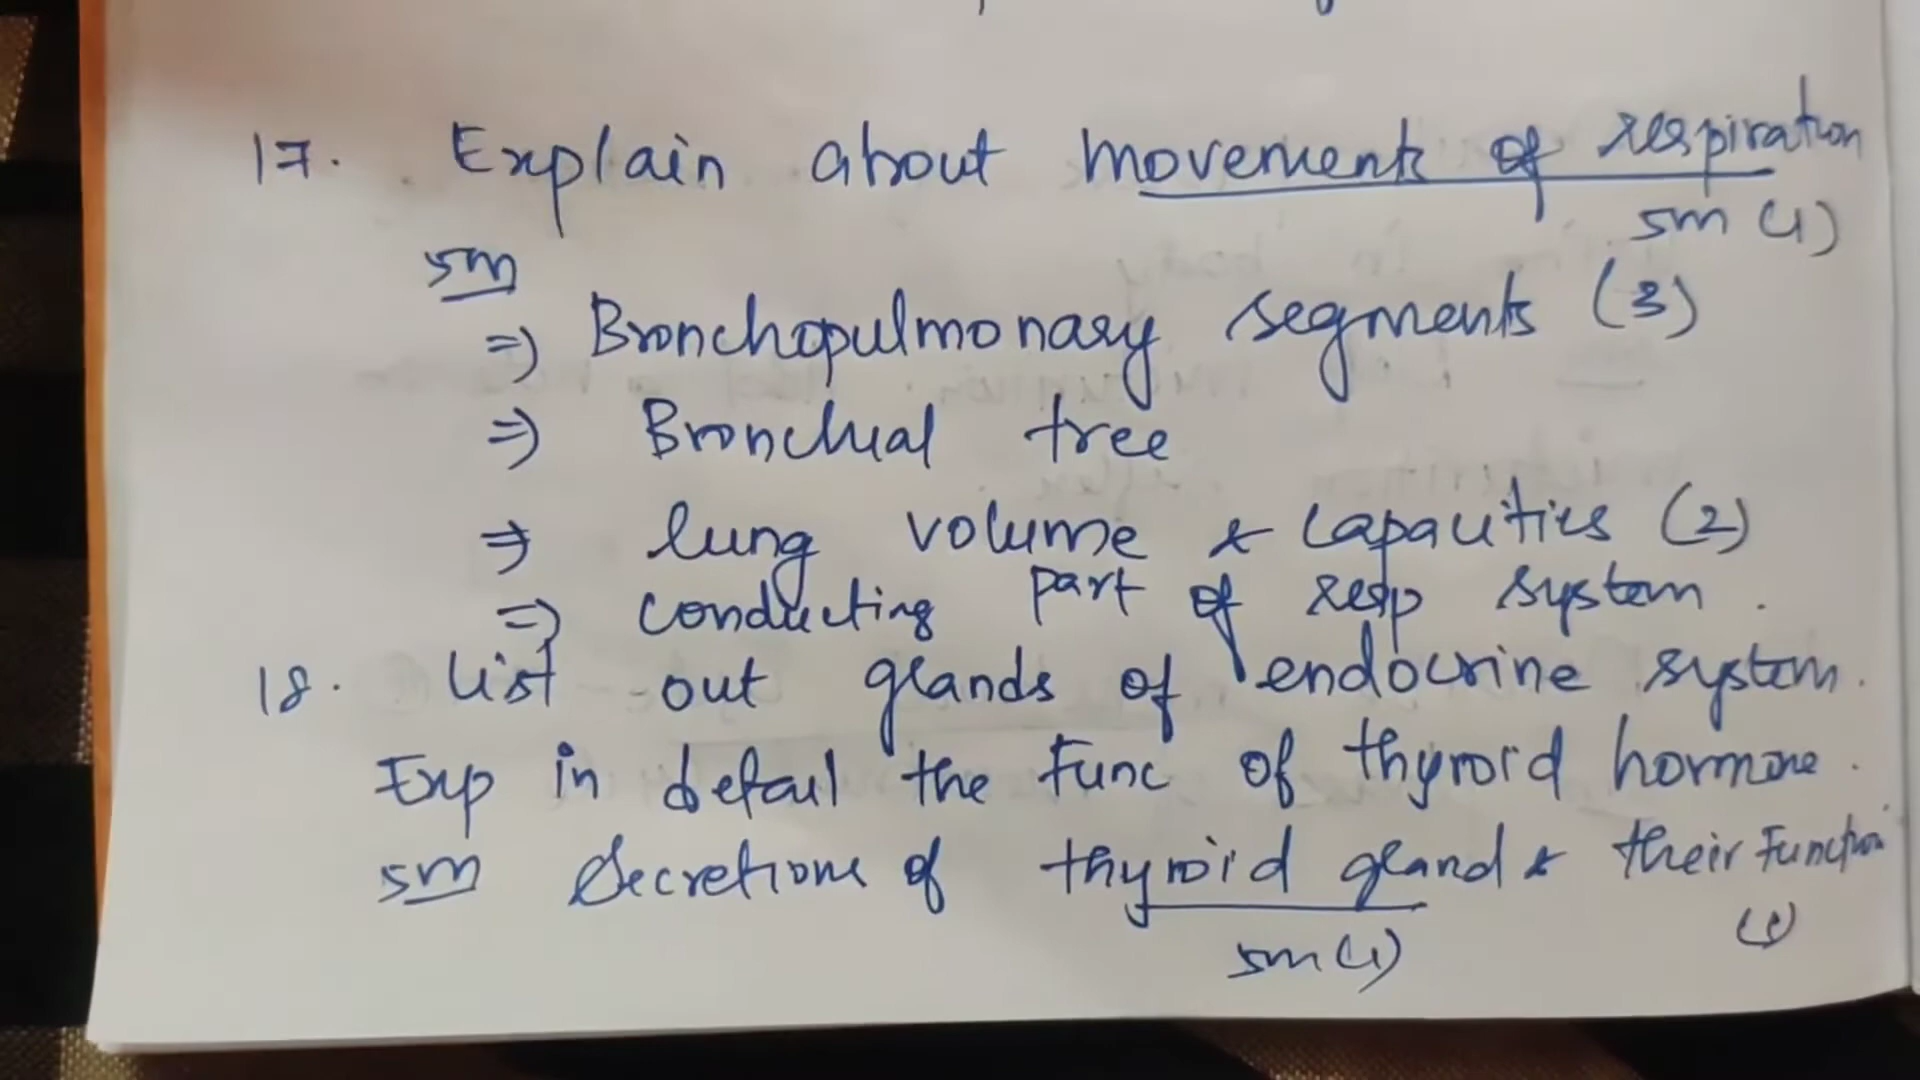 17. Explain about movements of respiration
5m (1)
5m
=> Bronchopulmonary segments (3)
=> Bronchial tree
=> lung volume & capacities (2)
=> conducting part of resp system.
18. List out glands of endocrine system.
Exp in detail the Func of thyroid hormone.
5m Secretions of thyroid gland & their Function
(1)
5m (1)